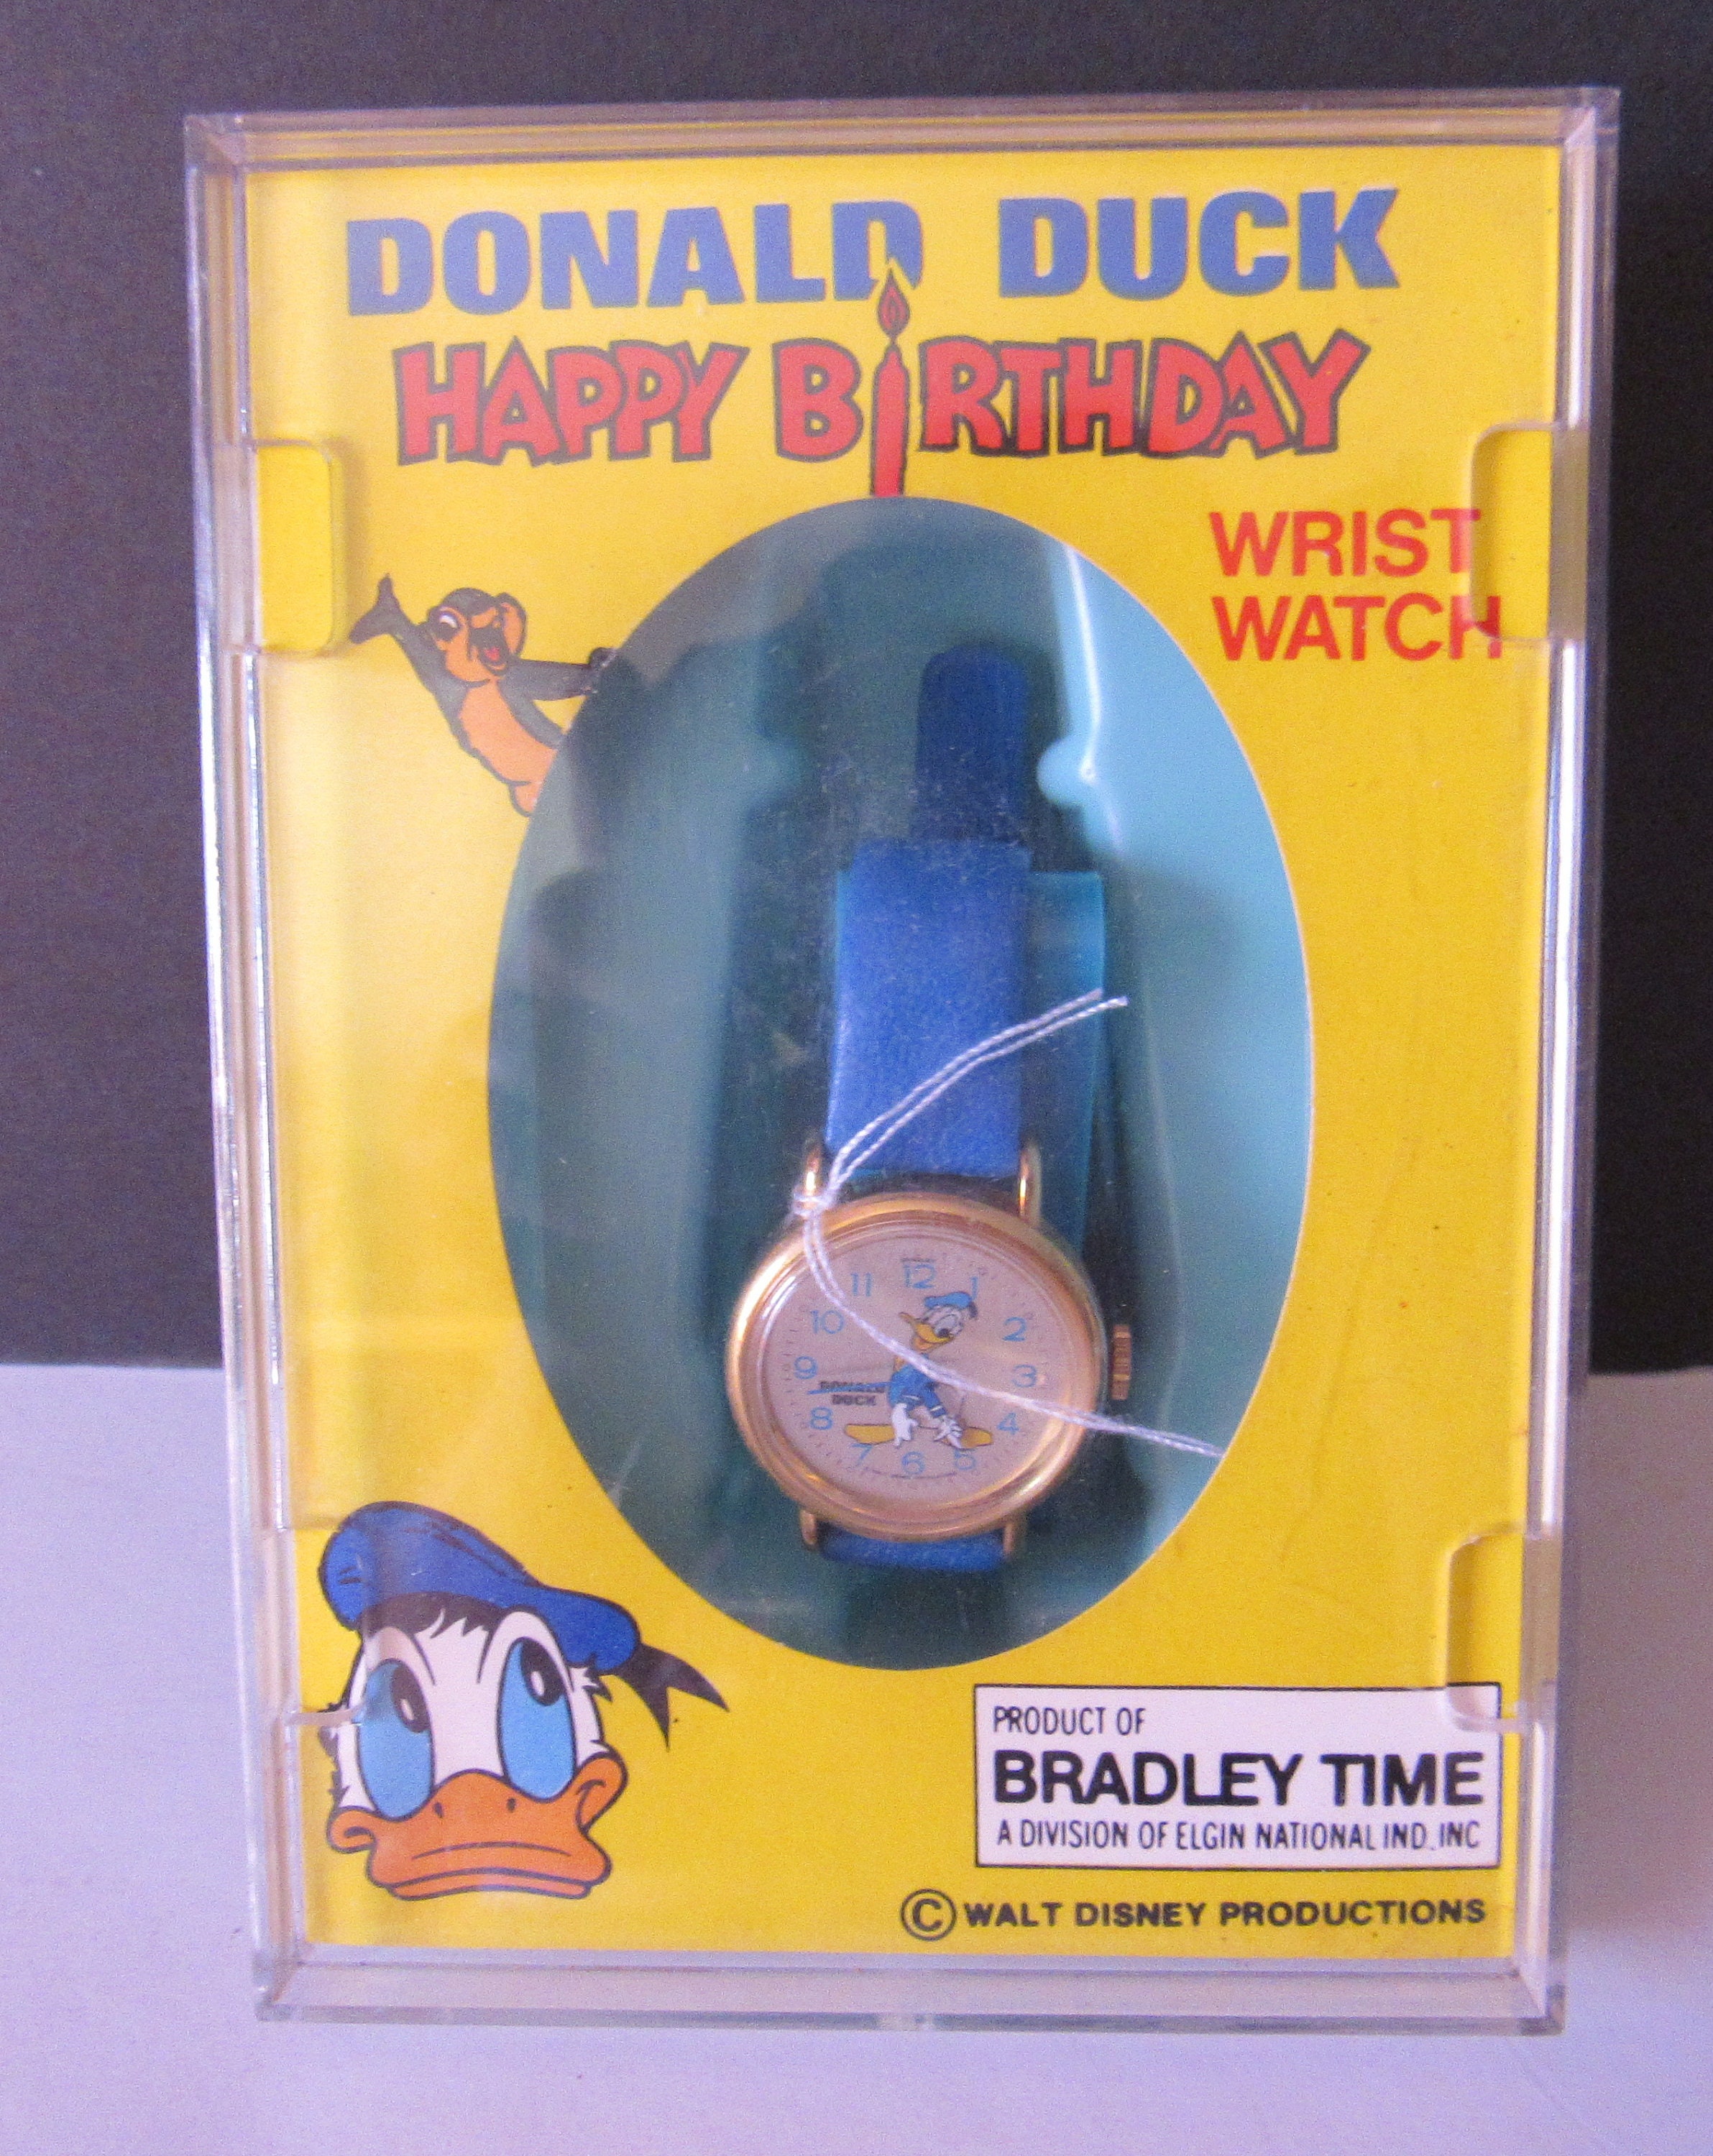 DONALD DUCK
HAPPY BIRTHDAY
WRIST
WATCH
12
11 1
10 2
9 3
DONALD
DUCK
8 4
7 5
6
PRODUCT OF
BRADLEY TIME
A DIVISION OF ELGIN NATIONAL IND. INC
© WALT DISNEY PRODUCTIONS